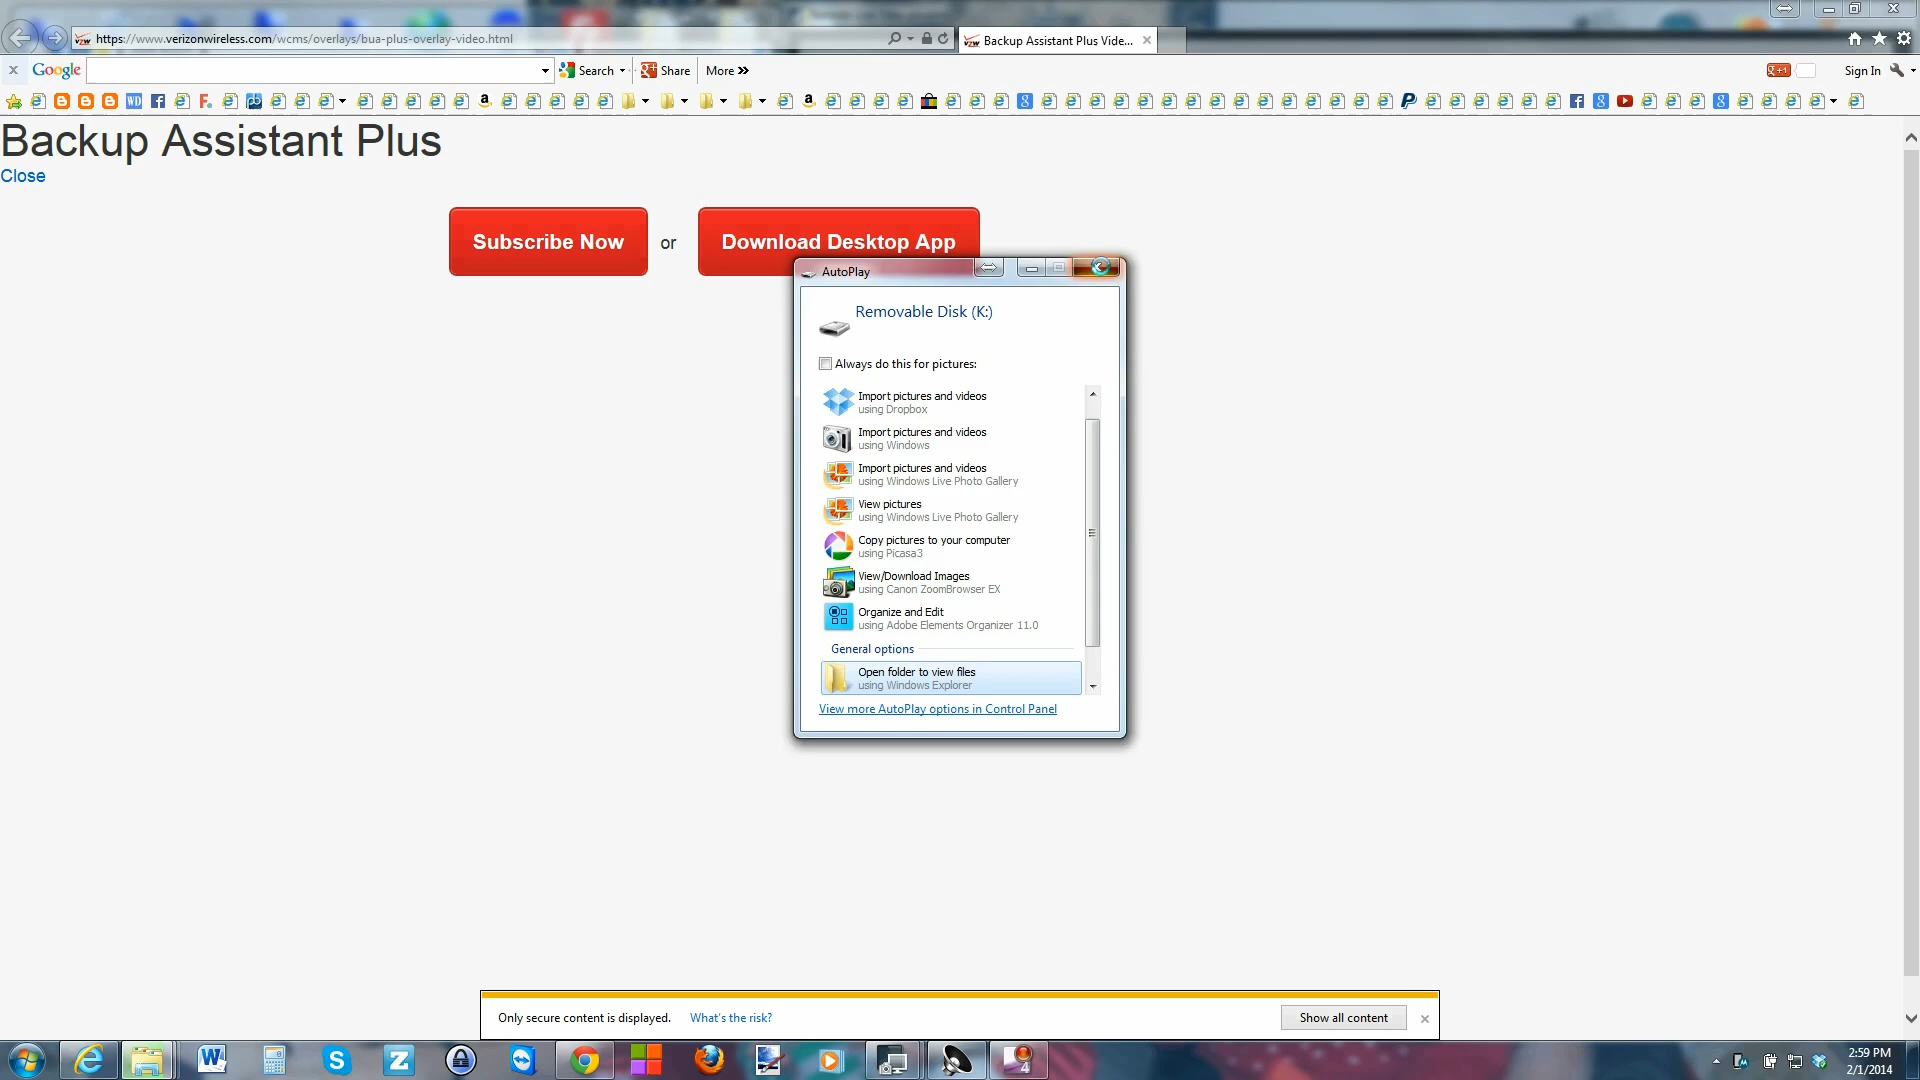 https://www.verizonwireless.com/wcms/overlays/bua-plus-overlay-video.html
Backup Assistant Plus Vide...
Google
Search
Share
More »
Sign In
Backup Assistant Plus
Close
Subscribe Now
or
Download Desktop App
AutoPlay
Removable Disk (K:)
Always do this for pictures:
Import pictures and videos
using Dropbox
Import pictures and videos
using Windows
Import pictures and videos
using Windows Live Photo Gallery
View pictures
using Windows Live Photo Gallery
Copy pictures to your computer
using Picasa3
View/Download Images
using Canon ZoomBrowser EX
Organize and Edit
using Adobe Elements Organizer 11.0
General options
Open folder to view files
using Windows Explorer
View more AutoPlay options in Control Panel
Only secure content is displayed.
What's the risk?
Show all content
2:59 PM
2/1/2014